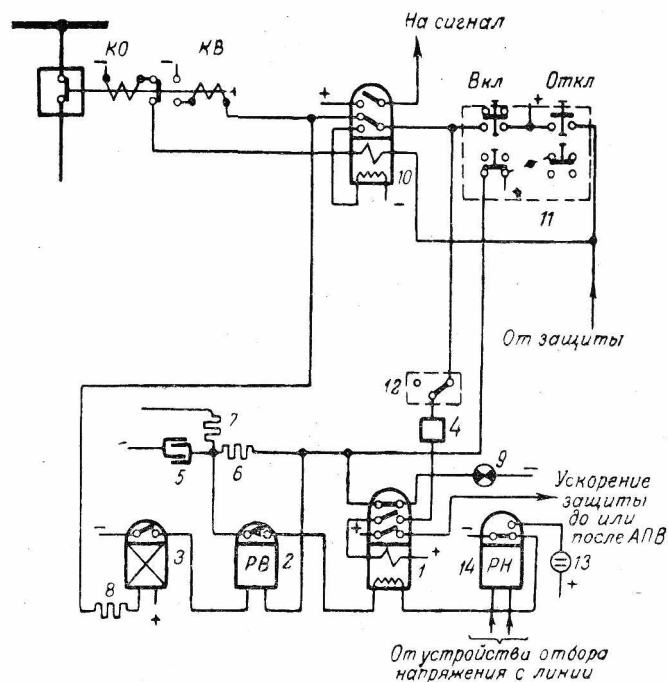 На сигнал
КО
КВ
Вкл
Откл
−
−
+
+
+
10
−
+
11
От защиты
12
4
7
−
5
6
9
−
Ускорение
защиты
до или
после АПВ
−
3
РВ
2
+
+
1
−
14
РН
13
8
+
+
От устройства отбора
напряжения с линии